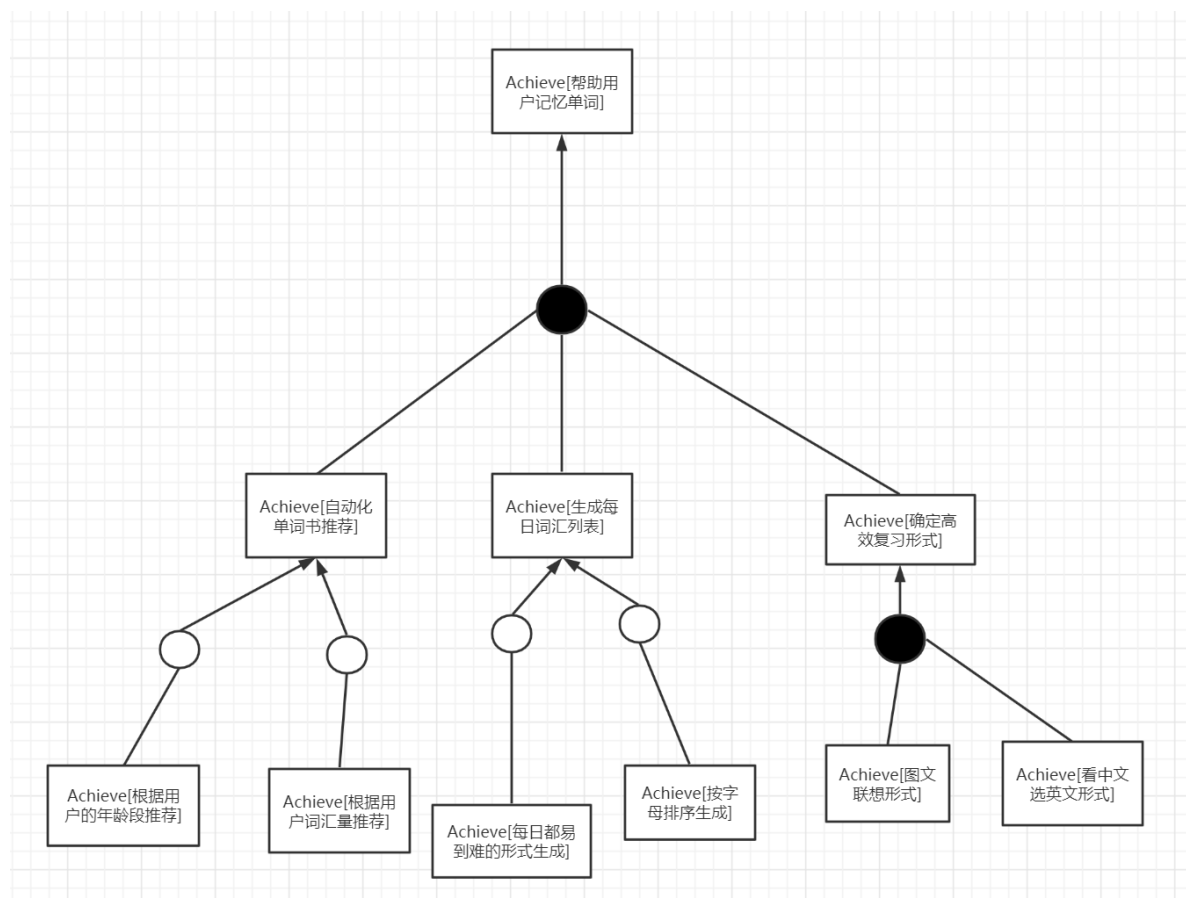 Achieve[帮助用
户记忆单词]
Achieve[自动化
单词书推荐]
Achieve[生成每
日词汇列表]
Achieve[确定高
效复习形式]
Achieve[根据用
户的年龄段推荐]
Achieve[根据用
户词汇量推荐]
Achieve[每日都易
到难的形式生成]
Achieve[按字
母排序生成]
Achieve[图文
联想形式]
Achieve[看中文
选英文形式]